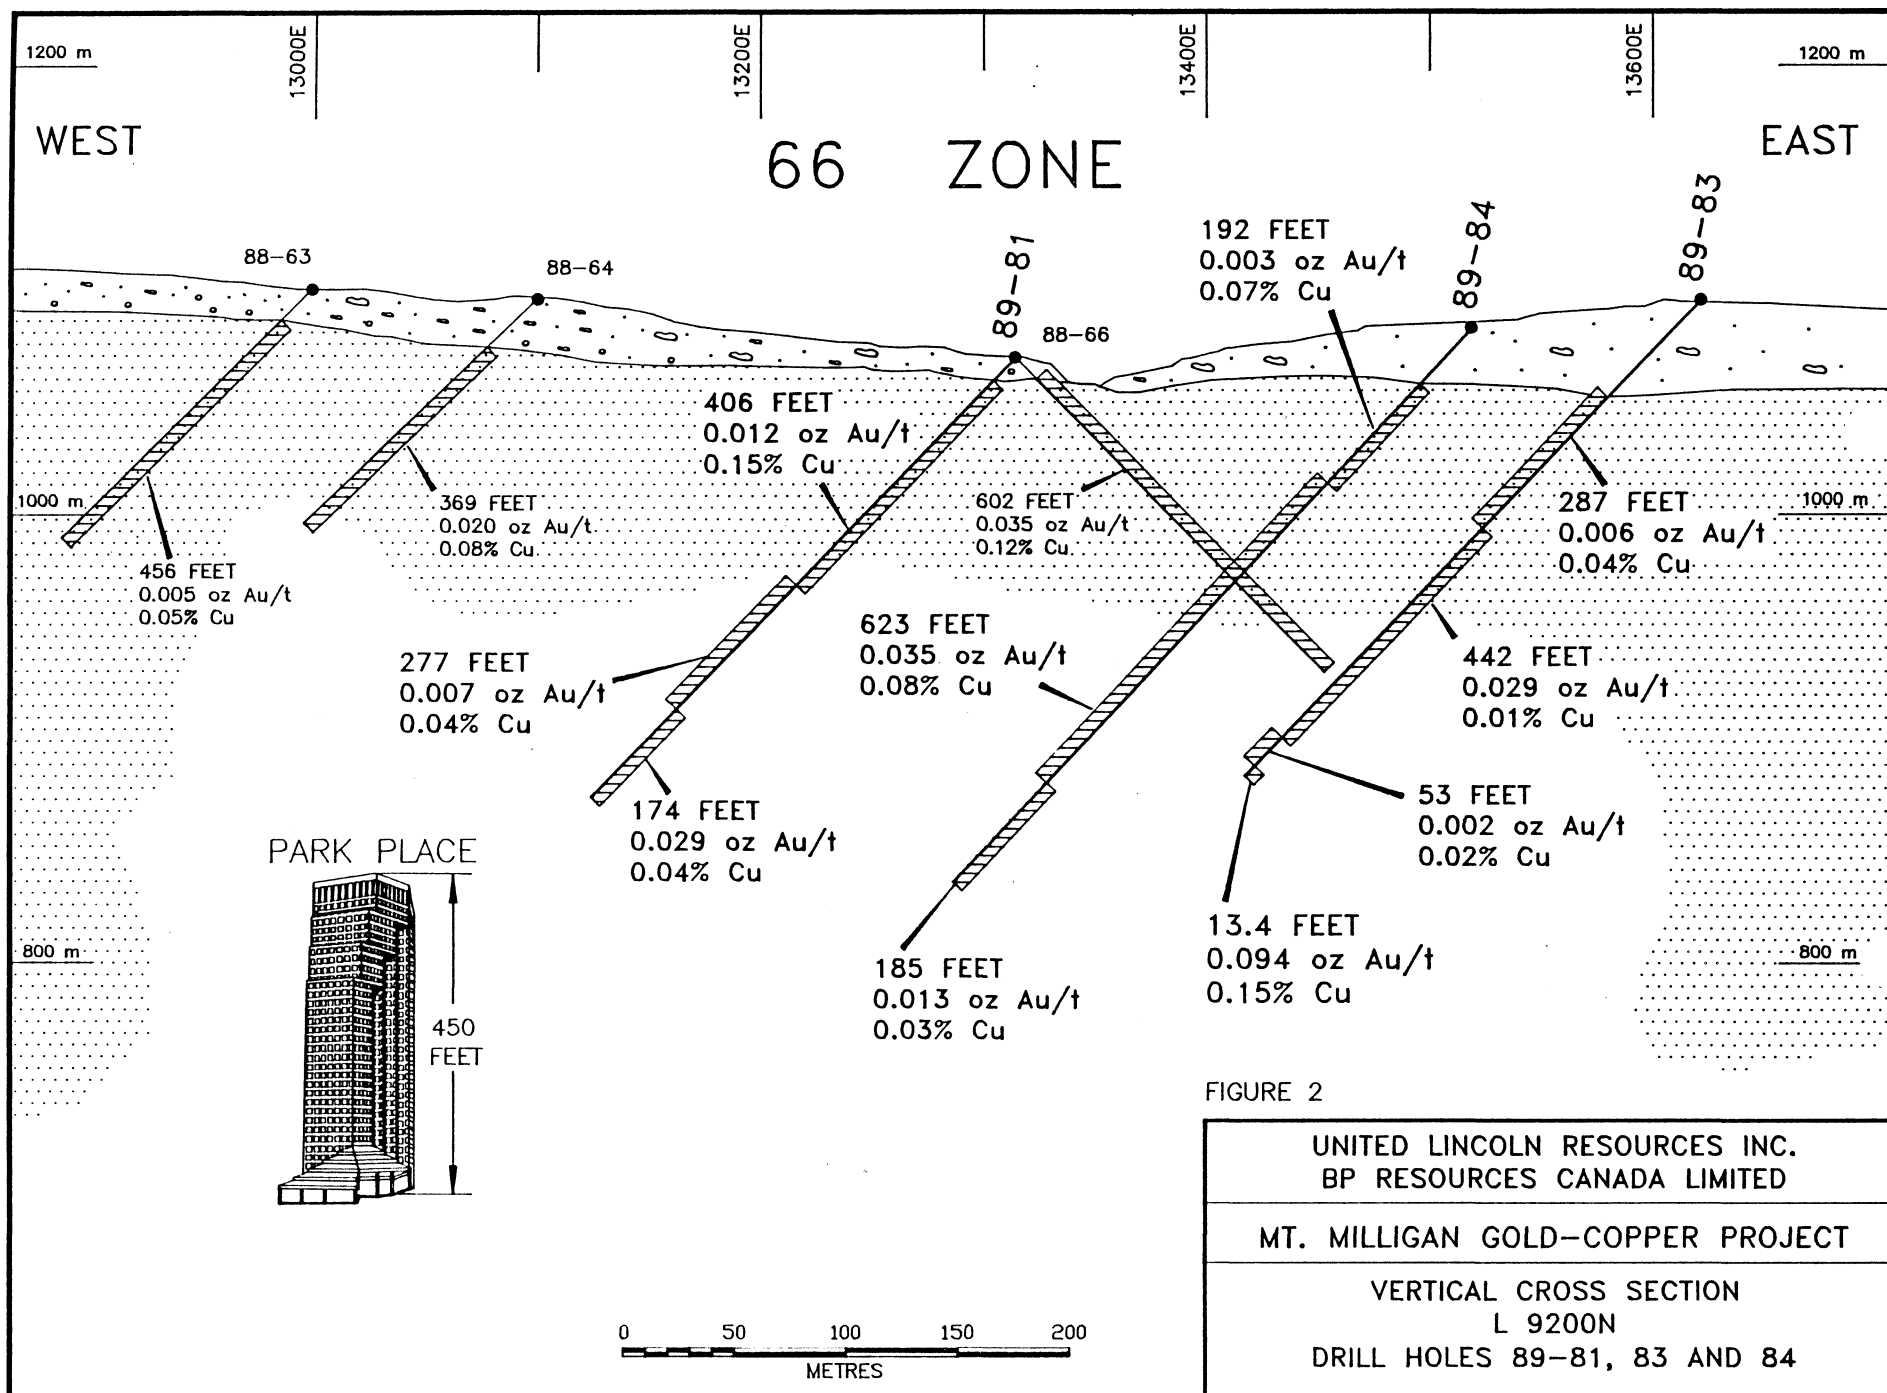 13000E
13200E
13400E
13600E
1200 m
1200 m
WEST
66 ZONE
EAST
88-63
88-64
89-81
88-66
89-84
89-83
192 FEET
0.003 oz Au/t
0.07% Cu
406 FEET
0.012 oz Au/t
0.15% Cu
1000 m
369 FEET
0.020 oz Au/t
0.08% Cu
602 FEET
0.035 oz Au/t
0.12% Cu
287 FEET
0.006 oz Au/t
0.04% Cu
1000 m
456 FEET
0.005 oz Au/t
0.05% Cu
277 FEET
0.007 oz Au/t
0.04% Cu
623 FEET
0.035 oz Au/t
0.08% Cu
442 FEET
0.029 oz Au/t
0.01% Cu
174 FEET
0.029 oz Au/t
0.04% Cu
53 FEET
0.002 oz Au/t
0.02% Cu
PARK PLACE
450
FEET
800 m
185 FEET
0.013 oz Au/t
0.03% Cu
13.4 FEET
0.094 oz Au/t
0.15% Cu
800 m
FIGURE 2
UNITED LINCOLN RESOURCES INC.
BP RESOURCES CANADA LIMITED
MT. MILLIGAN GOLD-COPPER PROJECT
VERTICAL CROSS SECTION
L 9200N
DRILL HOLES 89-81, 83 AND 84
0 50 100 150 200
METRES